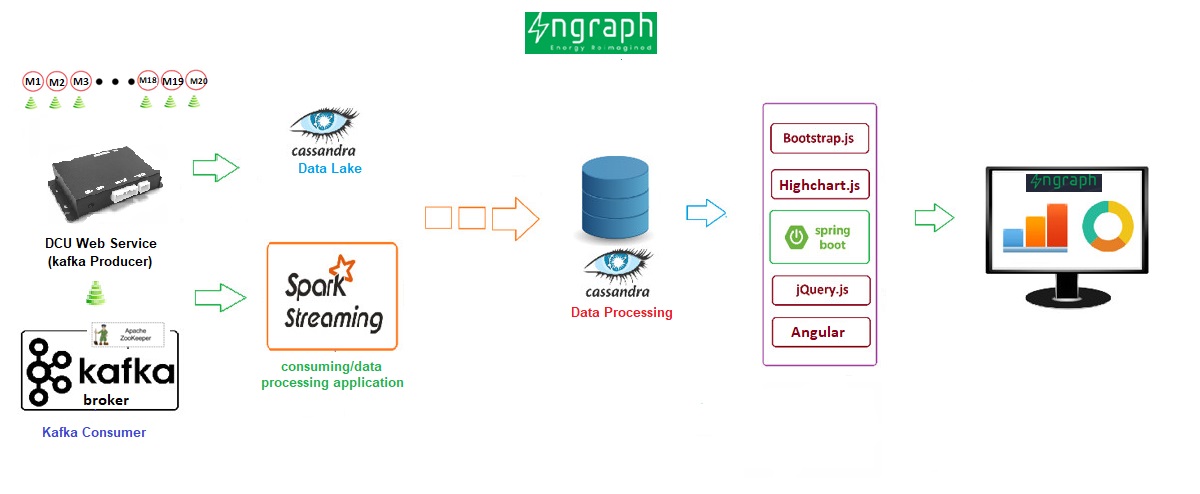 ngraph
Energy Re-imagined
M1 M2 M3 M18 M19 M20
cassandra
Data Lake
DCU Web Service
(kafka Producer)
Apache
ZooKeeper
kafka
broker
Kafka Consumer
Spark
Streaming
consuming/data
processing application
cassandra
Data Processing
Bootstrap.js
Highchart.js
spring
boot
jQuery.js
Angular
ngraph